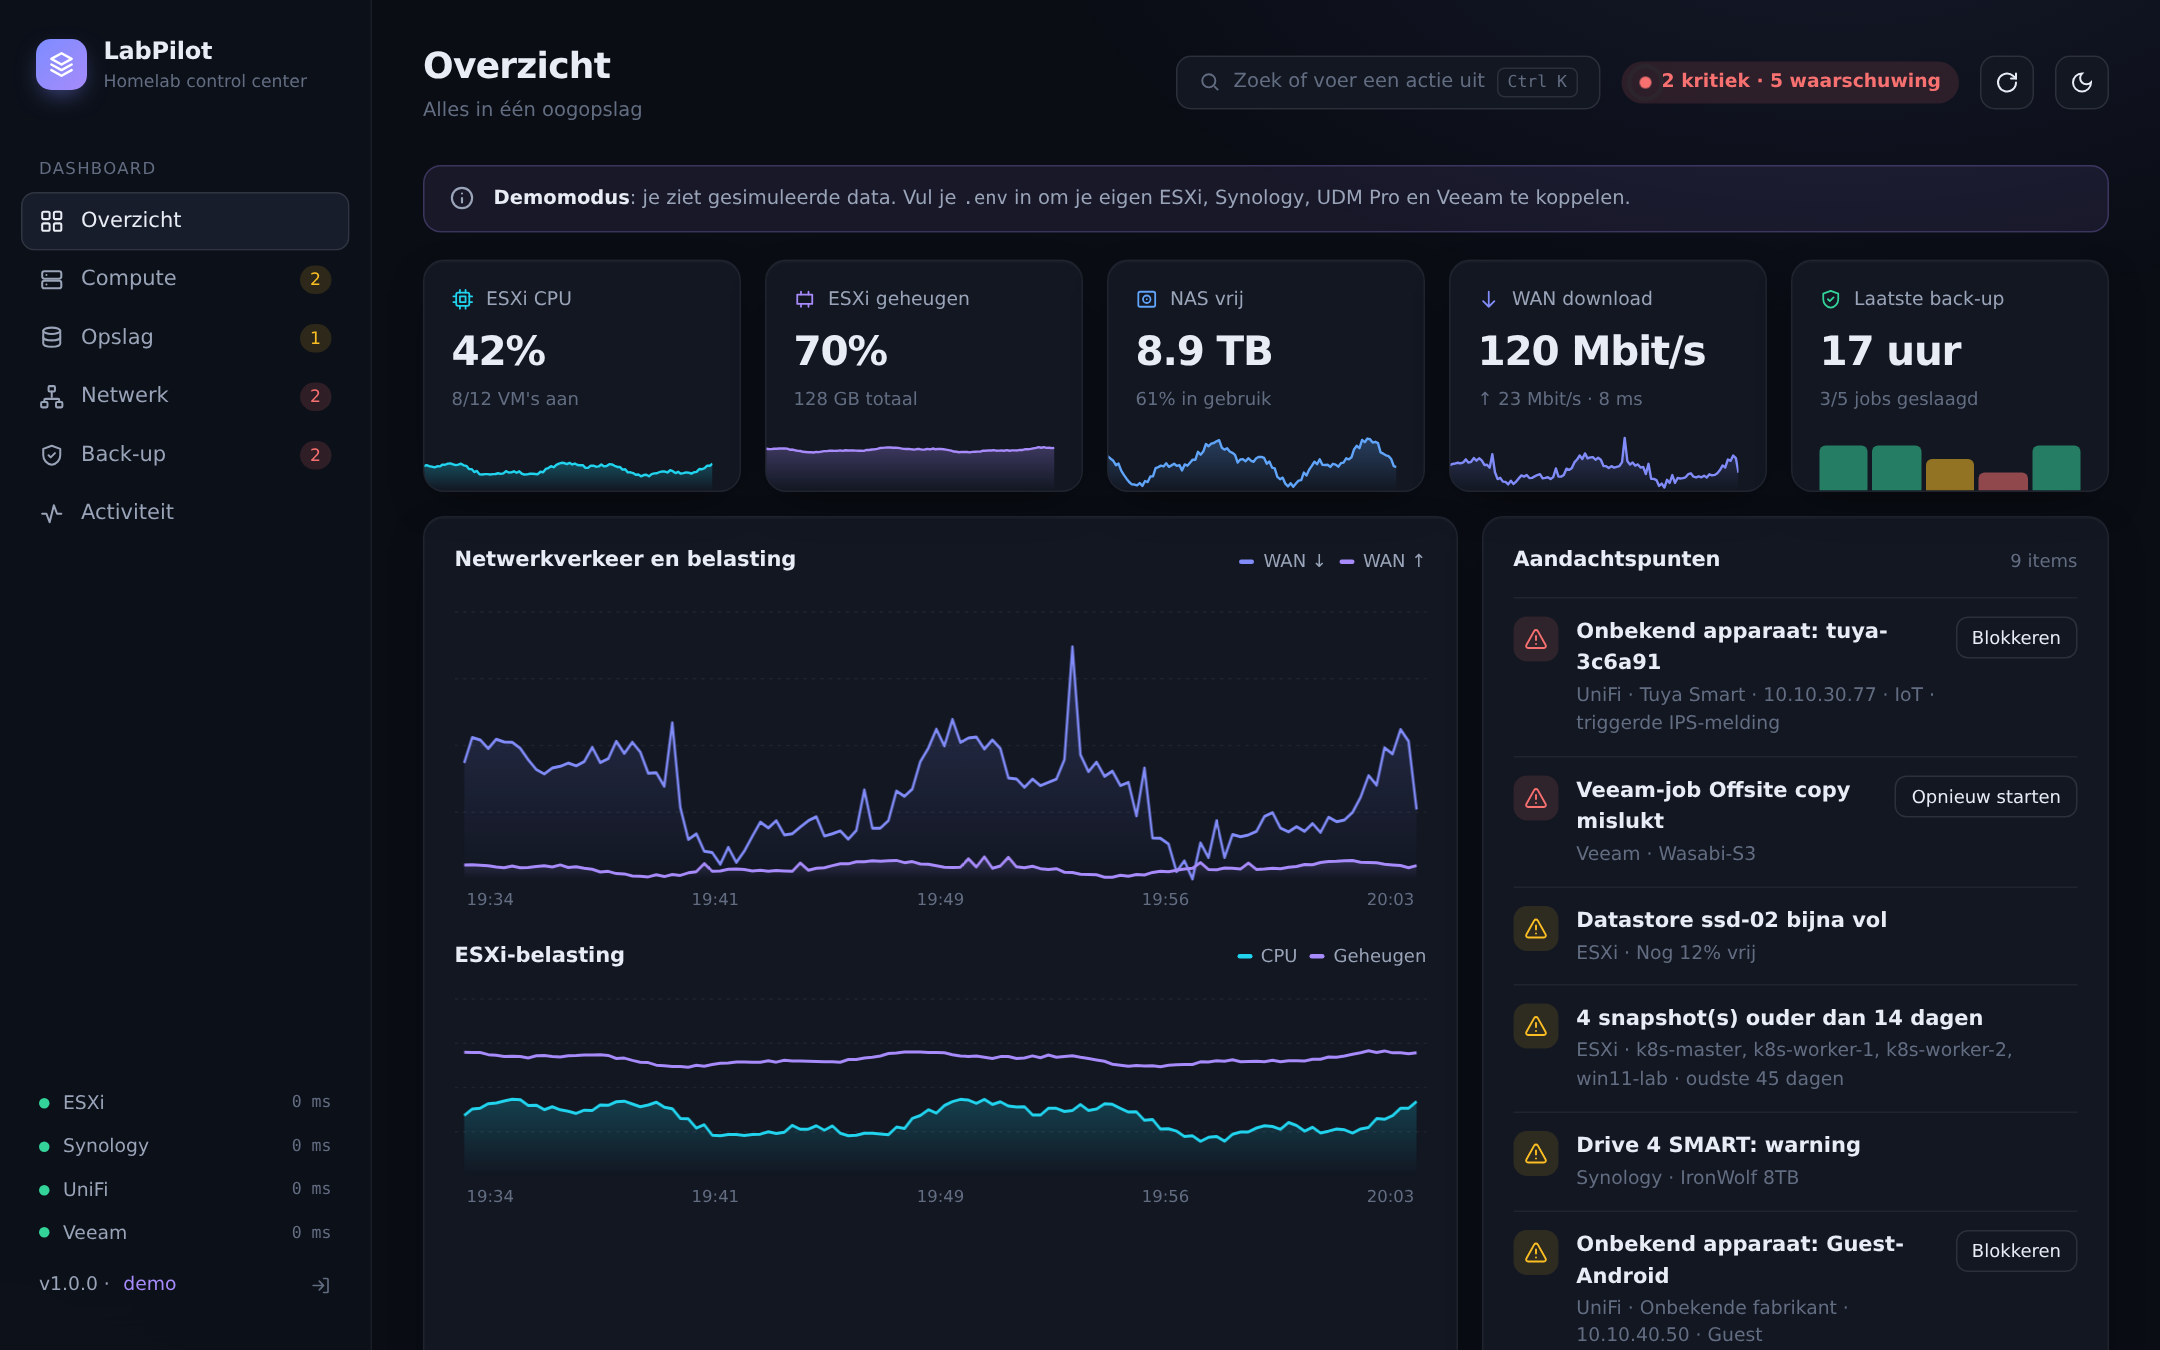 LabPilot
Homelab control center
DASHBOARD
Overzicht
Compute 2
Opslag 1
Netwerk 2
Back-up 2
Activiteit
ESXi 0 ms
Synology 0 ms
UniFi 0 ms
Veeam 0 ms
v1.0.0 · demo
Overzicht
Alles in één oogopslag
Zoek of voer een actie uit Ctrl K
2 kritiek · 5 waarschuwing
Demomodus: je ziet gesimuleerde data. Vul je .env in om je eigen ESXi, Synology, UDM Pro en Veeam te koppelen.
ESXi CPU
42%
8/12 VM's aan
ESXi geheugen
70%
128 GB totaal
NAS vrij
8.9 TB
61% in gebruik
WAN download
120 Mbit/s
↑ 23 Mbit/s · 8 ms
Laatste back-up
17 uur
3/5 jobs geslaagd
Netwerkverkeer en belasting
WAN ↓ WAN ↑
19:34 19:41 19:49 19:56 20:03
ESXi-belasting
CPU Geheugen
19:34 19:41 19:49 19:56 20:03
Aandachtspunten
9 items
Onbekend apparaat: tuya-
3c6a91
UniFi · Tuya Smart · 10.10.30.77 · IoT ·
triggerde IPS-melding
Blokkeren
Veeam-job Offsite copy
mislukt
Veeam · Wasabi-S3
Opnieuw starten
Datastore ssd-02 bijna vol
ESXi · Nog 12% vrij
4 snapshot(s) ouder dan 14 dagen
ESXi · k8s-master, k8s-worker-1, k8s-worker-2,
win11-lab · oudste 45 dagen
Drive 4 SMART: warning
Synology · IronWolf 8TB
Onbekend apparaat: Guest-
Android
UniFi · Onbekende fabrikant ·
10.10.40.50 · Guest
Blokkeren